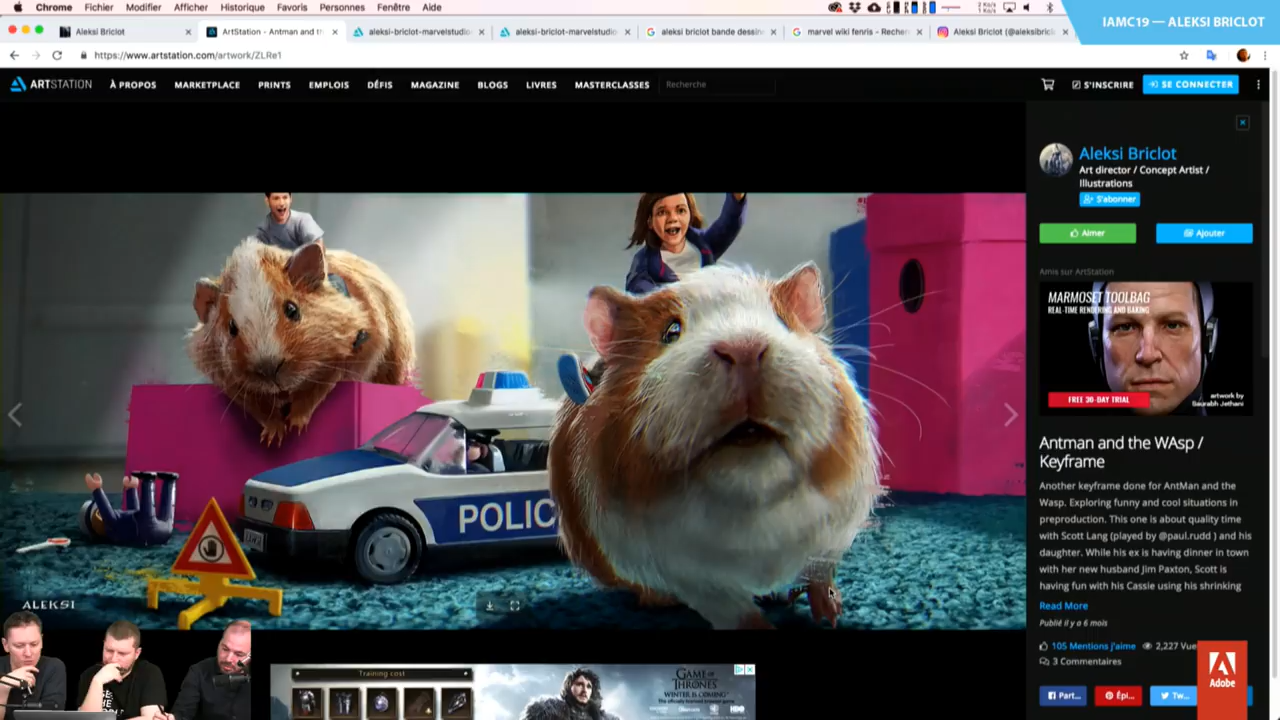 Chrome Fichier Modifier Afficher Historique Favoris Personnes Fenêtre Aide
IAMC19 — ALEKSI BRICLOT
Aleksi Briclot × ArtStation - Antman and th × aleksi-briclot-marvelstudio × aleksi-briclot-marvelstudio × aleksi briclot bande dessin × marvel wiki fenris - Recher × Aleksi Briclot (@aleksibric ×
https://www.artstation.com/artwork/ZLRe1
ARTSTATION À PROPOS MARKETPLACE PRINTS EMPLOIS DÉFIS MAGAZINE BLOGS LIVRES MASTERCLASSES Recherche S'INSCRIRE SE CONNECTER
Aleksi Briclot
Art director / Concept Artist /
Illustrations
S'abonner
Aimer Ajouter
Amis sur ArtStation
MARMOSET TOOLBAG
REAL-TIME RENDERING AND BAKING
FREE 30-DAY TRIAL
artwork by
Saurabh Jethani
Antman and the WAsp /
Keyframe
Another keyframe done for AntMan and the
Wasp. Exploring funny and cool situations in
preproduction. This one is about quality time
with Scott Lang (played by @paul.rudd ) and his
daughter. While his ex is having dinner in town
with her new husband Jim Paxton, Scott is
having fun with his Cassie using his shrinking
Read More
Publié il y a 6 mois
105 Mentions J'aime 2,227 Vue
3 Commentaires
Part... Épi... Tw...
Adobe
POLIC
ALEKSI
Training cost
GAME OF
THRONES
WINTER IS COMING
HBO